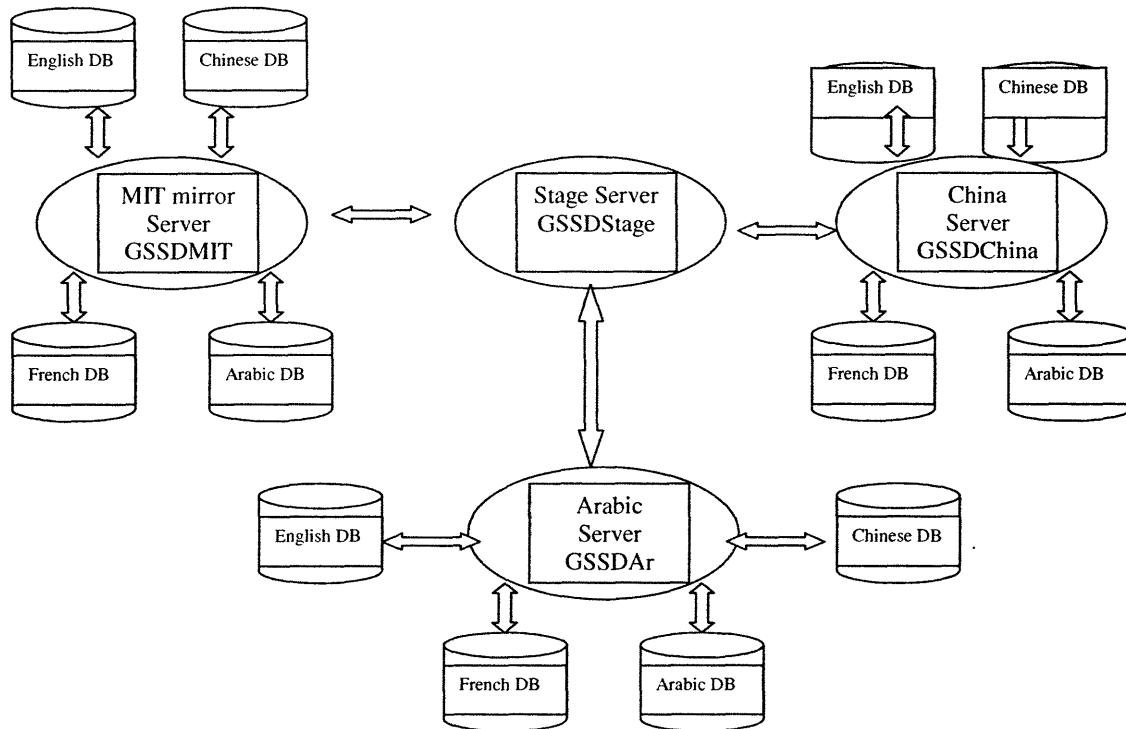 English DB
Chinese DB
English DB
Chinese DB
MIT mirror
Server
GSSDMIT
Stage Server
GSSDStage
China
Server
GSSDChina
French DB
Arabic DB
French DB
Arabic DB
English DB
Arabic
Server
GSSDAr
Chinese DB
French DB
Arabic DB